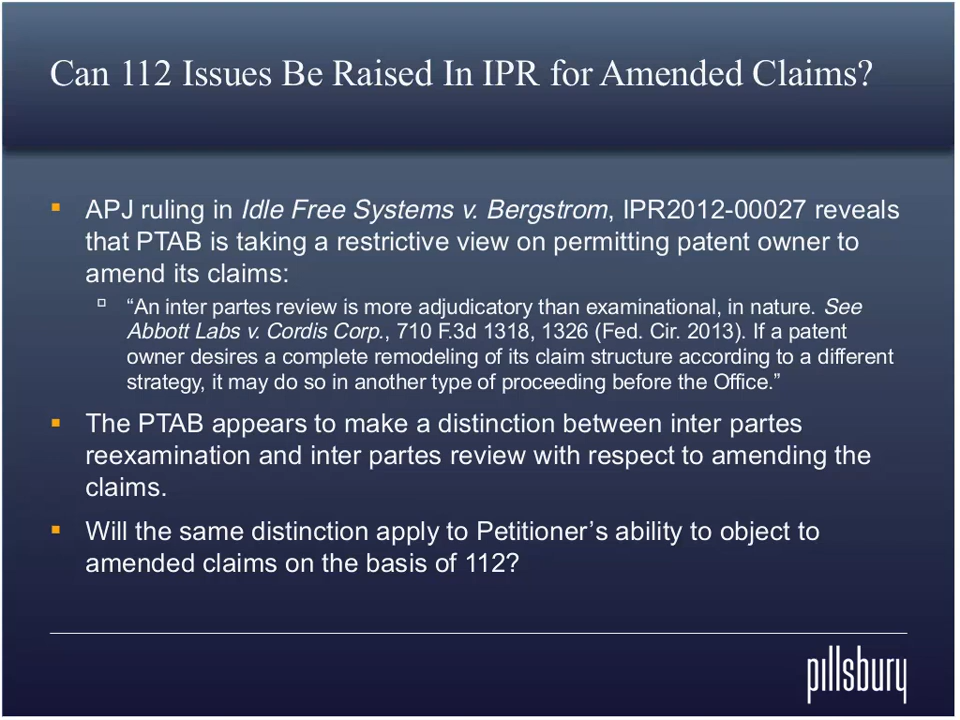 Can 112 Issues Be Raised In IPR for Amended Claims?
APJ ruling in Idle Free Systems v. Bergstrom, IPR2012-00027 reveals
that PTAB is taking a restrictive view on permitting patent owner to
amend its claims:
“An inter partes review is more adjudicatory than examinational, in nature. See
Abbott Labs v. Cordis Corp., 710 F.3d 1318, 1326 (Fed. Cir. 2013). If a patent
owner desires a complete remodeling of its claim structure according to a different
strategy, it may do so in another type of proceeding before the Office.”
The PTAB appears to make a distinction between inter partes
reexamination and inter partes review with respect to amending the
claims.
Will the same distinction apply to Petitioner’s ability to object to
amended claims on the basis of 112?
pillsbury